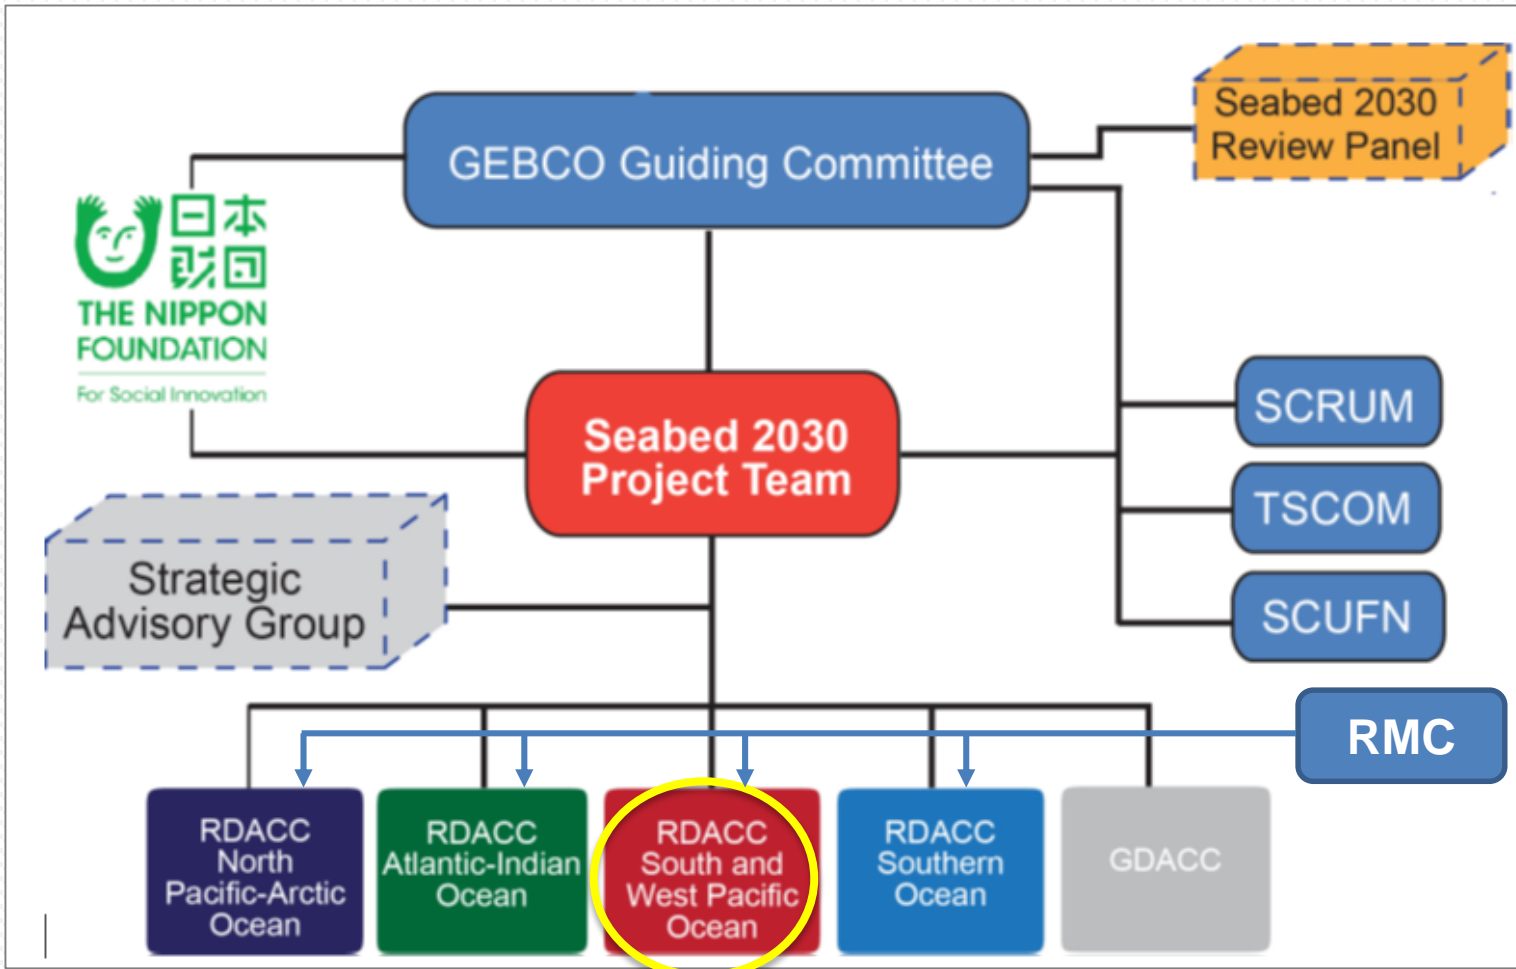 GEBCO Guiding Committee
Seabed 2030
Review Panel
日本
財団
THE NIPPON
FOUNDATION
For Social Innovation
SCRUM
Seabed 2030
Project Team
TSCOM
Strategic
Advisory Group
SCUFN
RMC
RDACC
North
Pacific-Arctic
Ocean
RDACC
Atlantic-Indian
Ocean
RDACC
South and
West Pacific
Ocean
RDACC
Southern
Ocean
GDACC